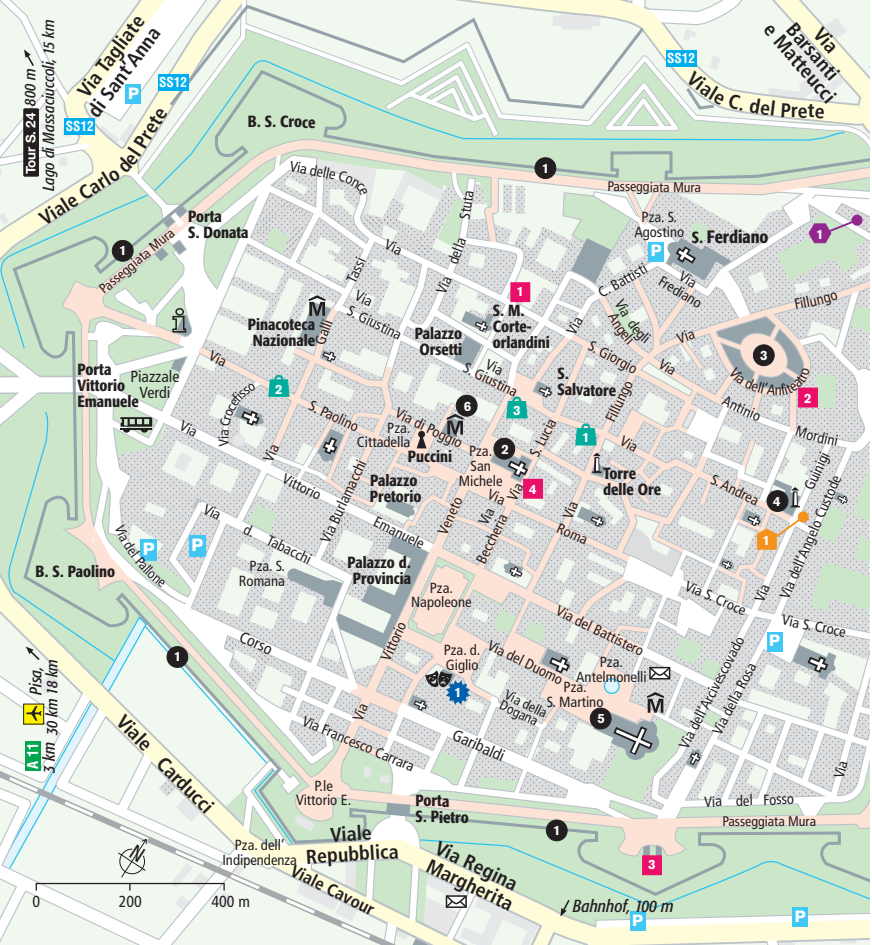 Via Tagliate
di Sant'Anna
Tour S. 24
800 m
Lago di Massaciuccoli, 15 km
SS12
P
SS12
Viale Carlo del Prete
SS12
Viale C. del Prete
Via
Barsanti
e Matteucci
B. S. Croce
1
Passeggiata Mura
Via delle Conce
Porta
S. Donata
1
Passeggiata Mura
Pza. S.
Agostino
P
S. Ferdiano
1
Stuta
della
Via
Via
Tassi
Via
S. Giustina
C. Battisti
Via
Frediano
Fillungo
1
S. M.
Corte-
orlandini
Via
Via degli
Angeli
Via
Pinacoteca
Nazionale
M
Galli
Palazzo
Orsetti
Via
S. Giustina
S. Giorgio
Via
3
Via dell'Anfiteatro
2
Porta
Vittorio
Emanuele
Piazzale
Verdi
Via
Via Crocefisso
2
S.
Salvatore
Fillungo
Antinio
Mordini
S. Paolino
Via di Poggio
6
M
3
S. Lucia
1
Via
Pza.
Cittadella
Puccini
Pza.
San
Michele
2
4
Torre
delle Ore
S. Andrea
4
Guinigi
Via
Via
Vittorio
Via Burlamacchi
Palazzo
Pretorio
Via
Via
Via
Via
Roma
Via dell'Angelo Custode
1
Veneto
Beccheria
Emanuele
Via
d. Tabacchi
Via del Pallone
P
P
Pza. S.
Romana
Palazzo d.
Provincia
Pza.
Napoleone
Via
Via S. Croce
Via S. Croce
B. S. Paolino
Via del Battistero
P
Corso
Vittorio
Pza. d.
Giglio
1
Via del Duomo
Pza.
Antelmonelli
Pza.
S. Martino
M
5
Via della
Dogana
Via dell'Arcivescovado
Via della Rosa
1
Pisa,
30 km 18 km
A 11
3 km
Viale Carducci
Via
Via Francesco Carrara
Garibaldi
Via
Via del Fosso
P.le
Vittorio E.
Porta
S. Pietro
1
Passeggiata Mura
3
Pza. dell'
Indipendenza
Viale
Repubblica
Via Regina
Margherita
Viale Cavour
N
0 200 400 m
Bahnhof, 100 m
P
P